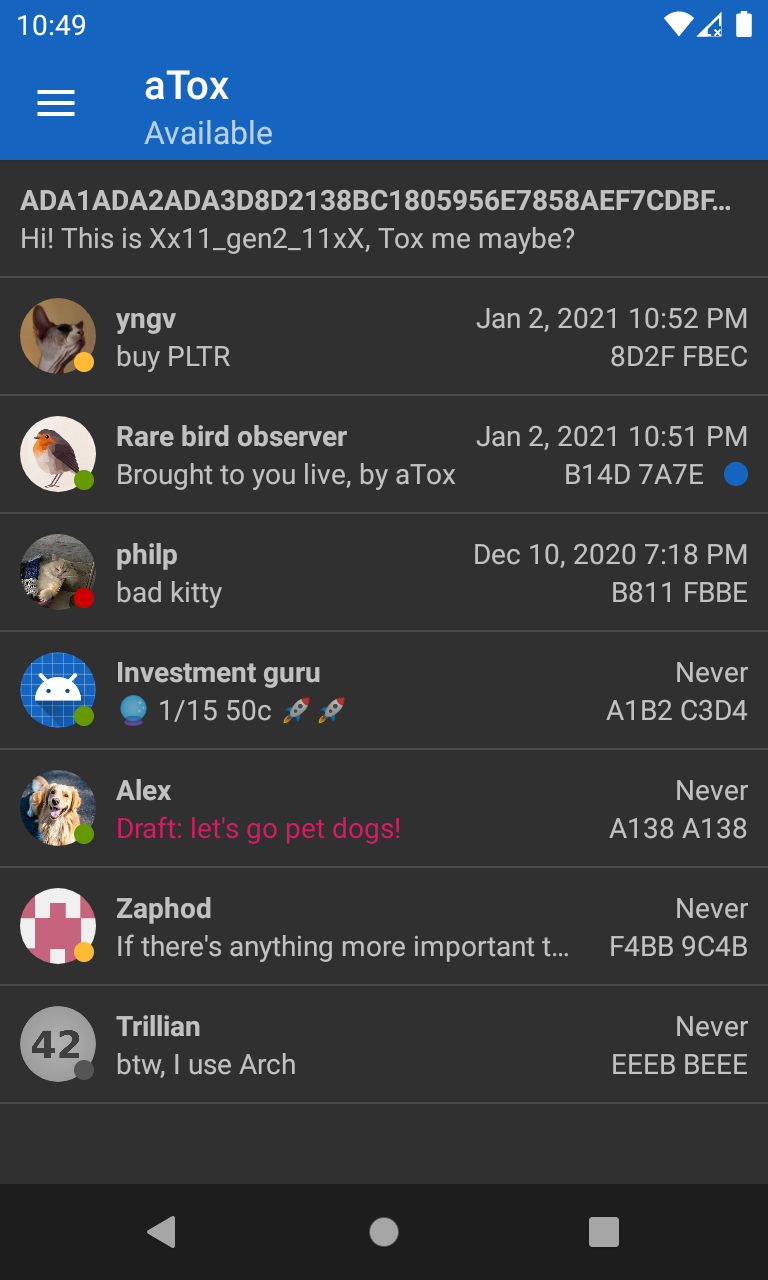 10:49
aTox
Available
ADA1ADA2ADA3D8D2138BC1805956E7858AEF7CDBF…
Hi! This is Xx11_gen2_11xX, Tox me maybe?
yngv Jan 2, 2021 10:52 PM
buy PLTR 8D2F FBEC
Rare bird observer Jan 2, 2021 10:51 PM
Brought to you live, by aTox B14D 7A7E
philp Dec 10, 2020 7:18 PM
bad kitty B811 FBBE
Investment guru Never
🔮 1/15 50c 🚀🚀 A1B2 C3D4
Alex Never
Draft: let's go pet dogs! A138 A138
Zaphod Never
If there's anything more important t… F4BB 9C4B
42
Trillian Never
btw, I use Arch EEEB BEEE